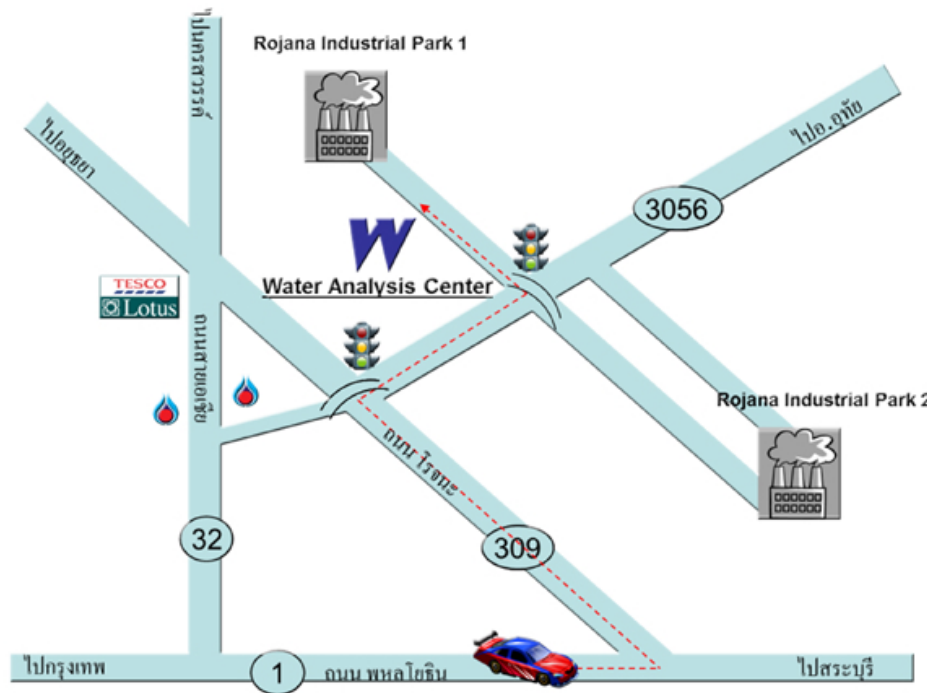 ไปนครสวรรค์
Rojana Industrial Park 1
ไปอยุธยา
ไปอ.อุทัย
3056
W
Water Analysis Center
TESCO
Lotus
ถนนสายเอเชีย
Rojana Industrial Park 2
ถนน โรจนะ
32
309
ไปกรุงเทพ
1
ถนน พหลโยธิน
ไปสระบุรี